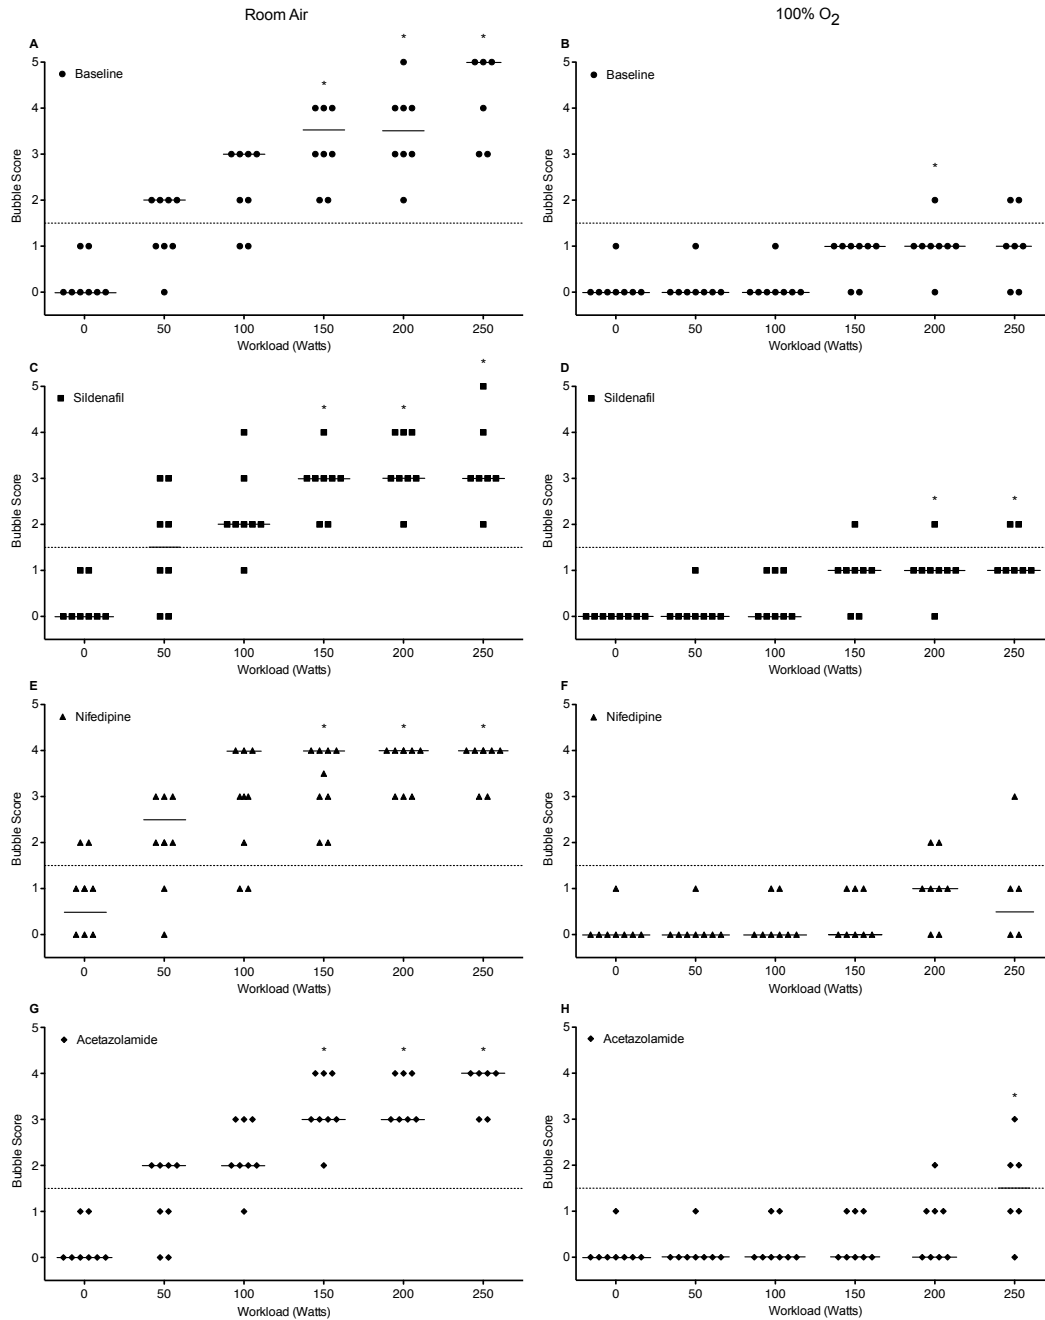 Room Air
100% O2
A
B
* * *
5
4
3
2
1
0
Bubble Score
Baseline
0 50 100 150 200 250
Workload (Watts)
*
5
4
3
2
1
0
Bubble Score
Baseline
0 50 100 150 200 250
Workload (Watts)
C
D
* * *
5
4
3
2
1
0
Bubble Score
Sildenafil
0 50 100 150 200 250
Workload (Watts)
* *
5
4
3
2
1
0
Bubble Score
Sildenafil
0 50 100 150 200 250
Workload (Watts)
E
F
* * *
5
4
3
2
1
0
Bubble Score
Nifedipine
0 50 100 150 200 250
Workload (Watts)
5
4
3
2
1
0
Bubble Score
Nifedipine
0 50 100 150 200 250
Workload (Watts)
G
H
* * *
5
4
3
2
1
0
Bubble Score
Acetazolamide
0 50 100 150 200 250
Workload (Watts)
*
5
4
3
2
1
0
Bubble Score
Acetazolamide
0 50 100 150 200 250
Workload (Watts)